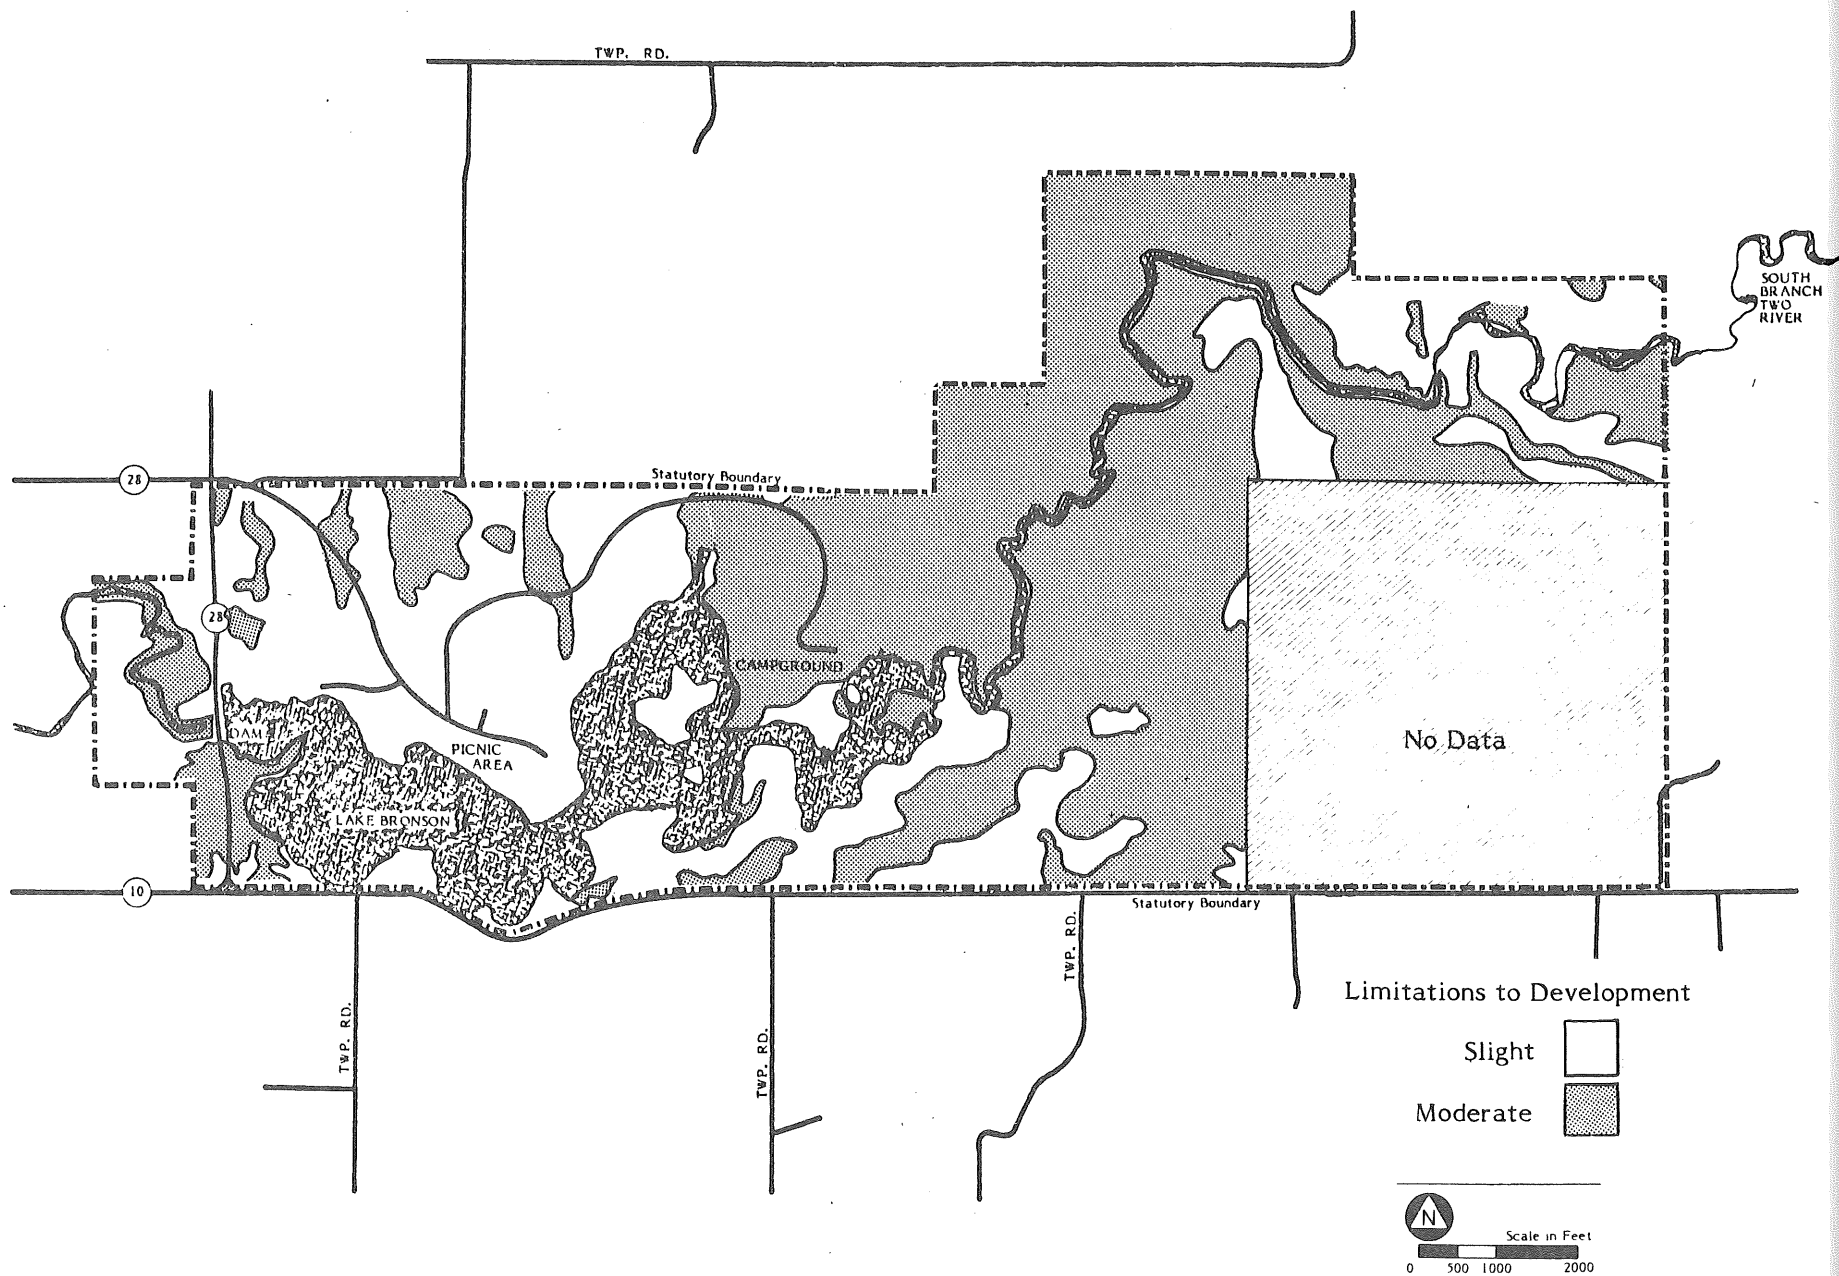 TWP. RD.
SOUTH
BRANCH
TWO
RIVER
28
Statutory Boundary
28
CAMPGROUND
DAM
PICNIC
AREA
No Data
LAKE BRONSON
10
Statutory Boundary
TWP. RD.
TWP. RD.
TWP. RD.
Limitations to Development
Slight
Moderate
N
Scale in Feet
0 500 1000 2000